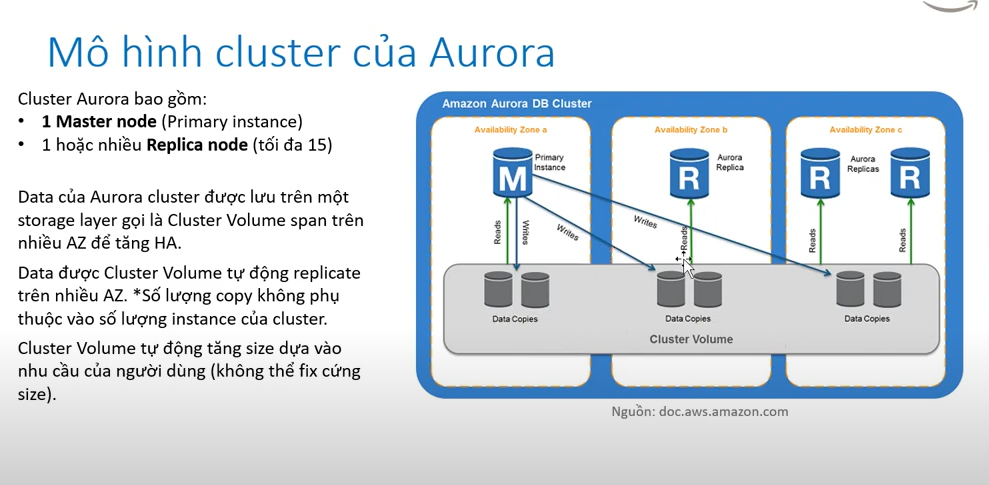 Mô hình cluster của Aurora
Cluster Aurora bao gồm:
• 1 Master node (Primary instance)
• 1 hoặc nhiều Replica node (tối đa 15)
Data của Aurora cluster được lưu trên một
storage layer gọi là Cluster Volume span trên
nhiều AZ để tăng HA.
Data được Cluster Volume tự động replicate
trên nhiều AZ. *Số lượng copy không phụ
thuộc vào số lượng instance của cluster.
Cluster Volume tự động tăng size dựa vào
nhu cầu của người dùng (không thể fix cứng
size).
Amazon Aurora DB Cluster
Availability Zone a
Availability Zone b
Availability Zone c
M
Primary
Instance
R
Aurora
Replica
R
Aurora
Replicas
R
Reads
Writes
Writes
Writes
Reads
Reads
Reads
Data Copies
Data Copies
Data Copies
Cluster Volume
Nguồn: doc.aws.amazon.com